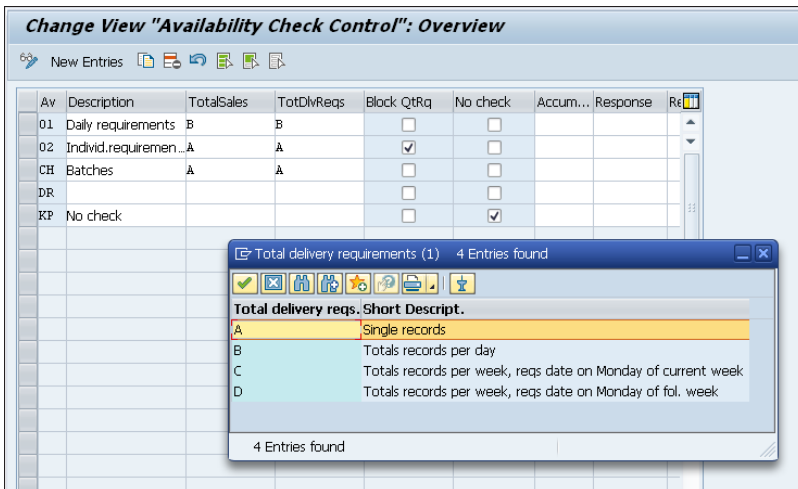 Change View "Availability Check Control": Overview
New Entries
Av Description TotalSales TotDlvReqs Block QtRq No check Accum... Response Re
01 Daily requirements B B
02 Individ.requiremen... A A
CH Batches A A
DR
KP No check
Total delivery requirements (1) 4 Entries found
Total delivery reqs. Short Descript.
A Single records
B Totals records per day
C Totals records per week, reqs date on Monday of current week
D Totals records per week, reqs date on Monday of fol. week
4 Entries found